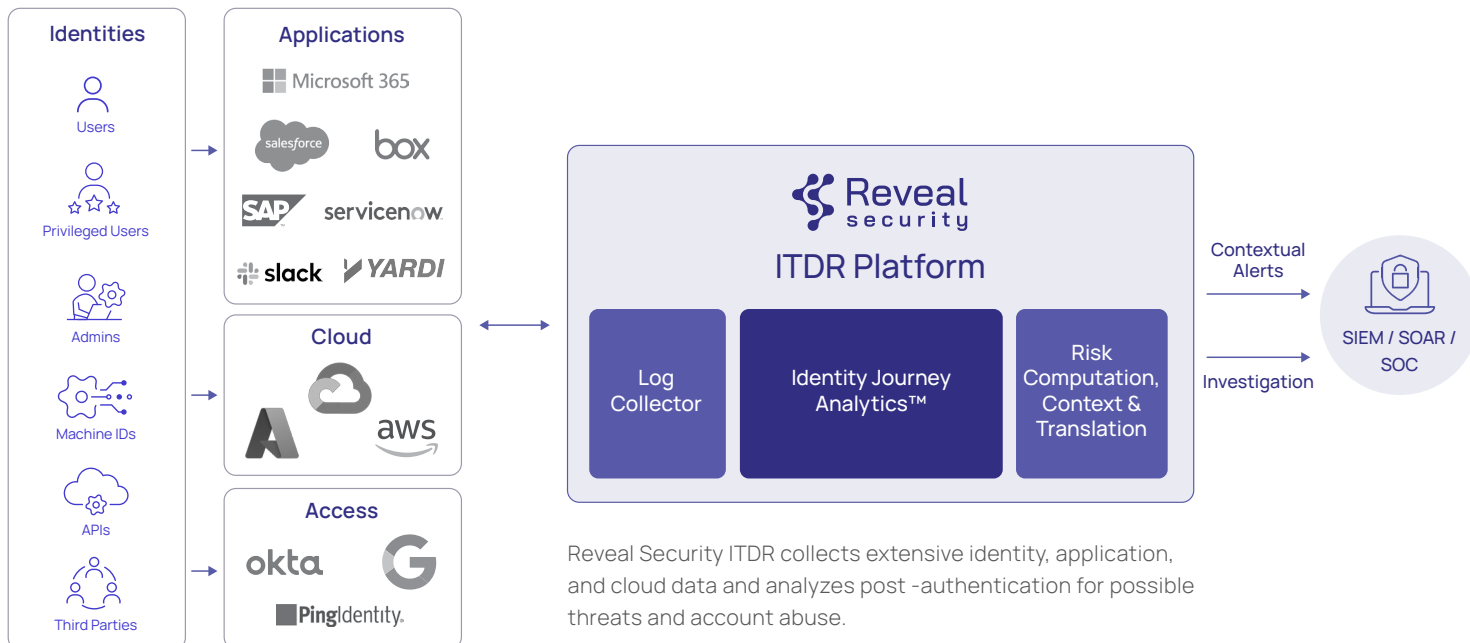 Identities
Users
Privileged Users
Admins
Machine IDs
APIs
Third Parties
Applications
Microsoft 365
salesforce
box
SAP
servicenow
slack
YARDI
Cloud
aws
Access
okta
G
PingIdentity.
Reveal
security
ITDR Platform
Log
Collector
Identity Journey
Analytics™
Risk
Computation,
Context &
Translation
Reveal Security ITDR collects extensive identity, application,
and cloud data and analyzes post -authentication for possible
threats and account abuse.
Contextual
Alerts
Investigation
SIEM / SOAR /
SOC